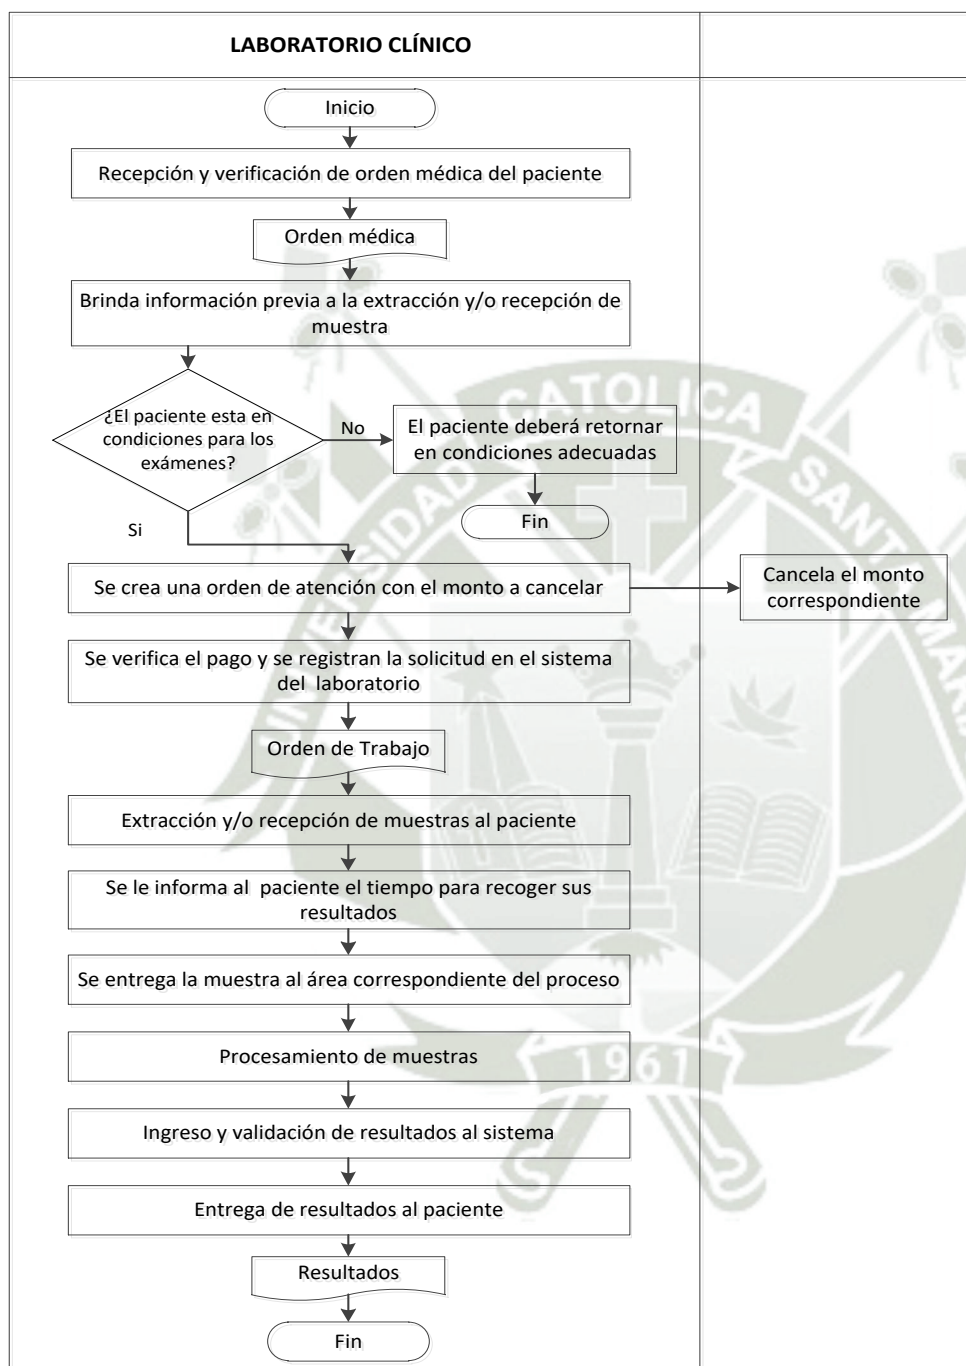 LABORATORIO CLÍNICO
Inicio
Recepción y verificación de orden médica del paciente
Orden médica
Brinda información previa a la extracción y/o recepción de
muestra
¿El paciente esta en
condiciones para los
exámenes?
No
El paciente deberá retornar
en condiciones adecuadas
Fin
Si
Se crea una orden de atención con el monto a cancelar
Cancela el monto
correspondiente
Se verifica el pago y se registran la solicitud en el sistema
del laboratorio
Orden de Trabajo
Extracción y/o recepción de muestras al paciente
Se le informa al paciente el tiempo para recoger sus
resultados
Se entrega la muestra al área correspondiente del proceso
Procesamiento de muestras
Ingreso y validación de resultados al sistema
Entrega de resultados al paciente
Resultados
Fin
UNIVERSIDAD CATOLICA SANTA MARIA
1961